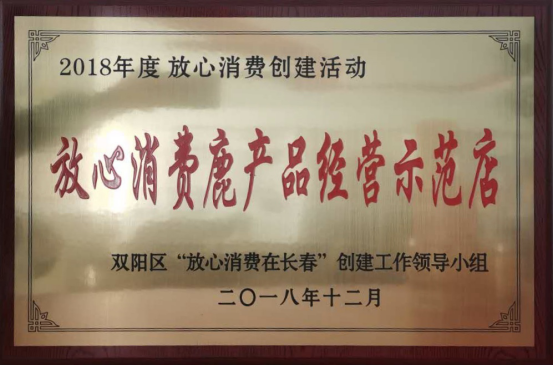 2018年度 放心消费创建活动
放心消费鹿产品经营示范店
双阳区“放心消费在长春”创建工作领导小组
二〇一八年十二月